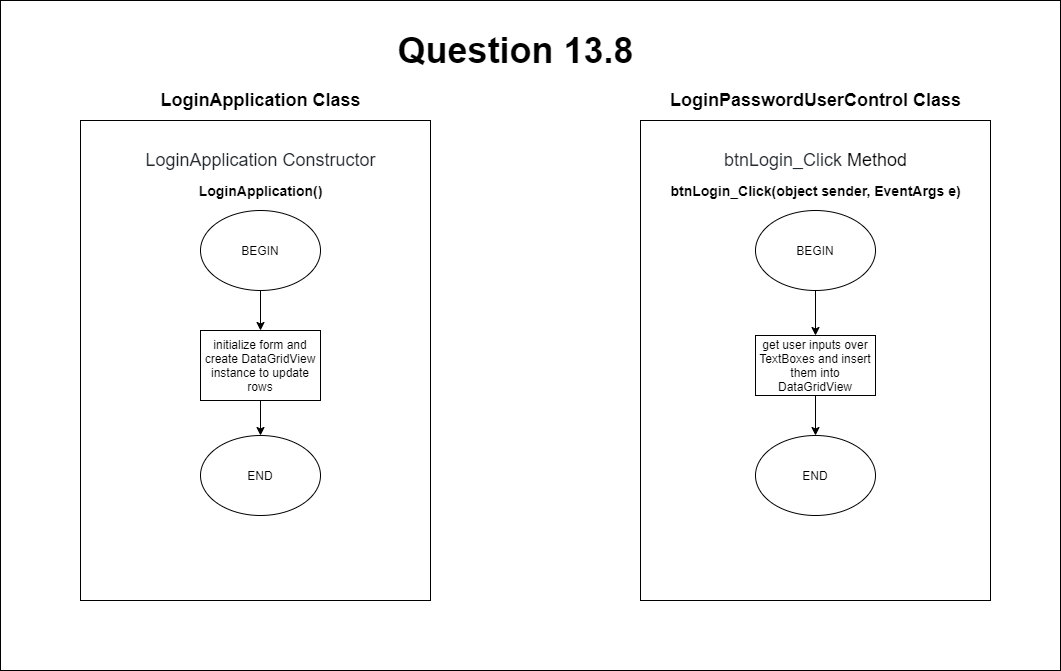 Question 13.8
LoginApplication Class
LoginApplication Constructor
LoginApplication()
BEGIN
initialize form and
create DataGridView
instance to update
rows
END
LoginPasswordUserControl Class
btnLogin_Click Method
btnLogin_Click(object sender, EventArgs e)
BEGIN
get user inputs over
TextBoxes and insert
them into
DataGridView
END